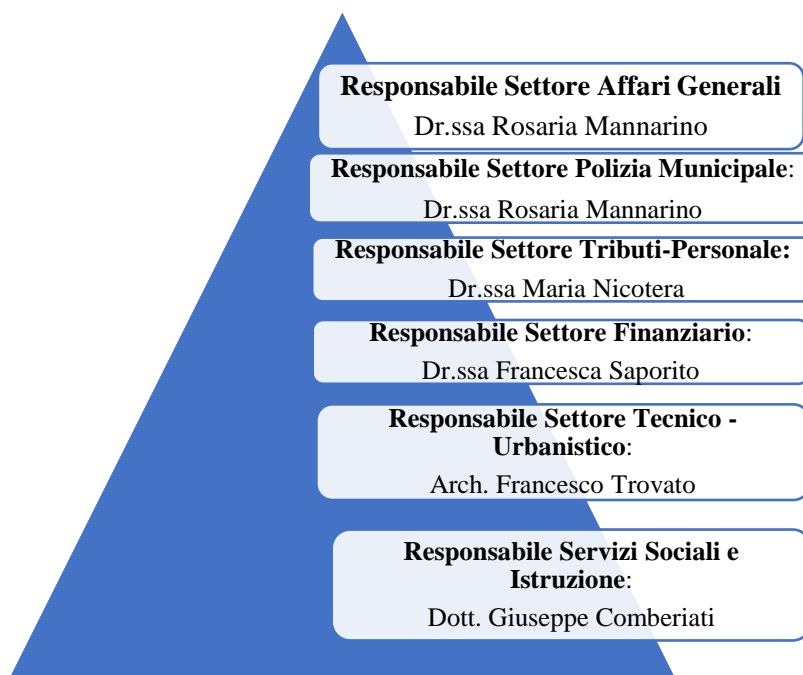 Responsabile Settore Affari Generali
Dr.ssa Rosaria Mannarino
Responsabile Settore Polizia Municipale:
Dr.ssa Rosaria Mannarino
Responsabile Settore Tributi-Personale:
Dr.ssa Maria Nicotera
Responsabile Settore Finanziario:
Dr.ssa Francesca Saporito
Responsabile Settore Tecnico -
Urbanistico:
Arch. Francesco Trovato
Responsabile Servizi Sociali e
Istruzione:
Dott. Giuseppe Comberiati